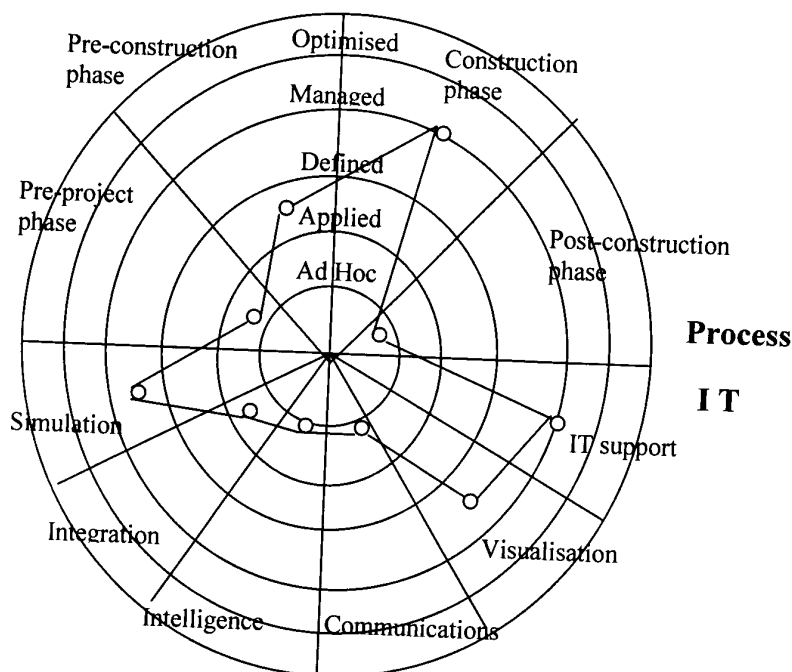 Pre-construction
phase
Optimised
Construction
phase
Managed
Pre-project
phase
Defined
Applied
Post-construction
phase
Ad Hoc
Process
I T
Simulation
IT support
Integration
Visualisation
Intelligence
Communications